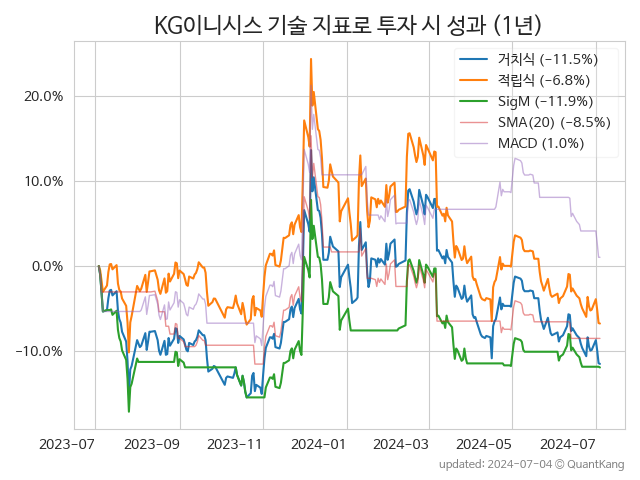 KG이니시스 기술 지표로 투자 시 성과 (1년)
거치식 (-11.5%)
적립식 (-6.8%)
SigM (-11.9%)
SMA(20) (-8.5%)
MACD (1.0%)
20.0%
10.0%
0.0%
-10.0%
2023-07 2023-09 2023-11 2024-01 2024-03 2024-05 2024-07
updated: 2024-07-04 © QuantKang